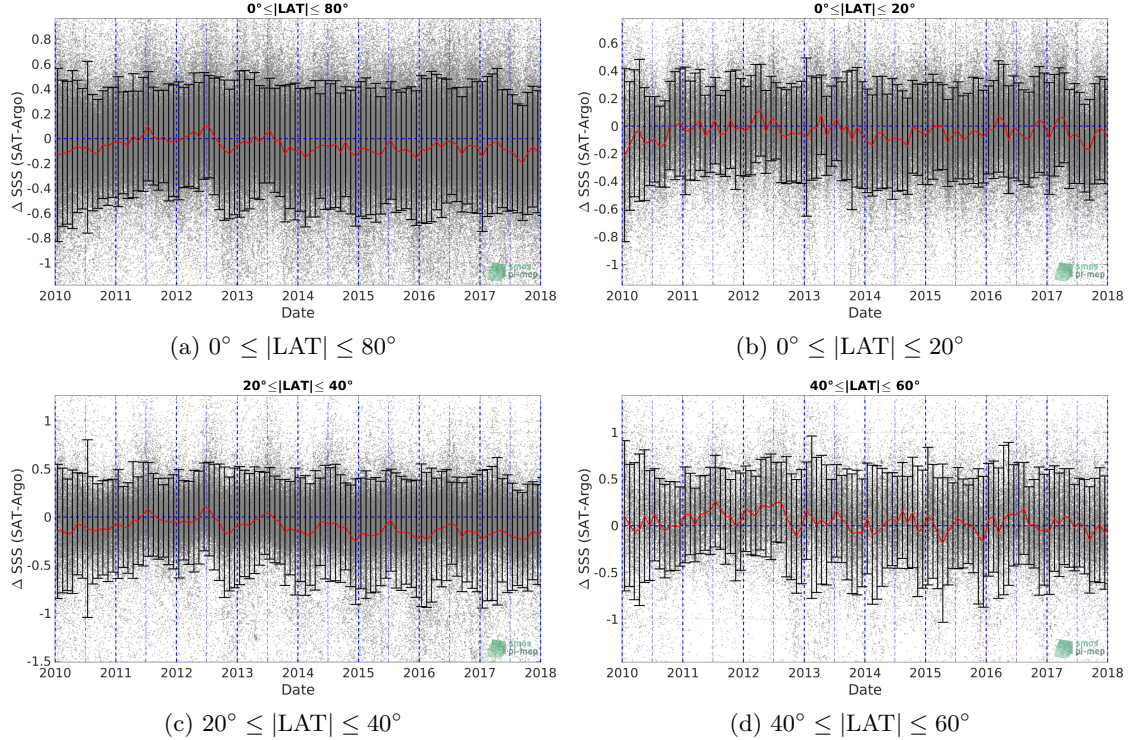 0°≤|LAT|≤ 80°
Δ SSS (SAT-Argo)
0.8
0.6
0.4
0.2
0
-0.2
-0.4
-0.6
-0.8
-1
2010 2011 2012 2013 2014 2015 2016 2017 2018
Date
smos
pi-mep
(a) 0° ≤ |LAT| ≤ 80°
0°≤|LAT|≤ 20°
Δ SSS (SAT-Argo)
0.6
0.4
0.2
0
-0.2
-0.4
-0.6
-0.8
-1
2010 2011 2012 2013 2014 2015 2016 2017 2018
Date
smos
pi-mep
(b) 0° ≤ |LAT| ≤ 20°
20°≤|LAT|≤ 40°
Δ SSS (SAT-Argo)
1
0.5
0
-0.5
-1
-1.5
2010 2011 2012 2013 2014 2015 2016 2017 2018
Date
smos
pi-mep
(c) 20° ≤ |LAT| ≤ 40°
40°≤|LAT|≤ 60°
Δ SSS (SAT-Argo)
1
0.5
0
-0.5
-1
2010 2011 2012 2013 2014 2015 2016 2017 2018
Date
smos
pi-mep
(d) 40° ≤ |LAT| ≤ 60°